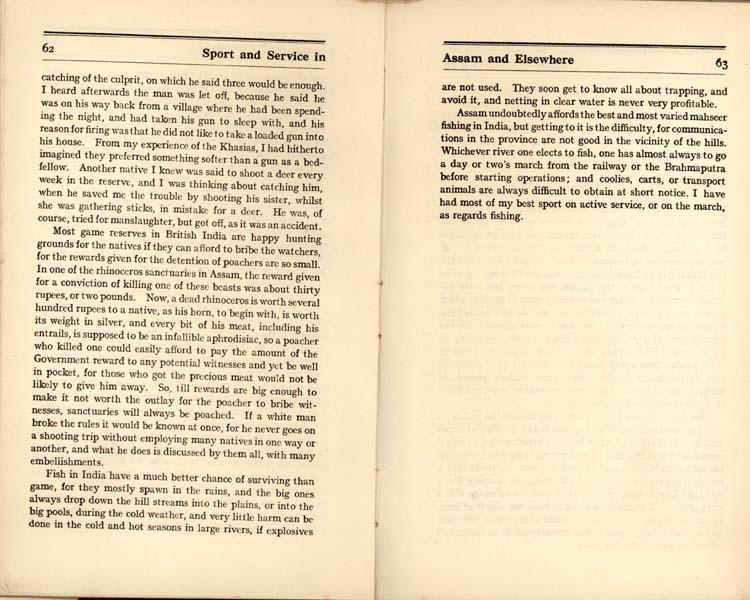 62
Sport and Service in
catching of the culprit, on which he said three would be enough.
I heard afterwards the man was let off, because he said he
was on his way back from a village where he had been spend-
ing the night, and had taken his gun to sleep with, and his
reason for firing was that he did not like to take a loaded gun into
his house. From my experience of the Khasias, I had hitherto
imagined they preferred something softer than a gun as a bed-
fellow. Another native I knew was said to shoot a deer every
week in the reserve, and I was thinking about catching him,
when he saved me the trouble by shooting his sister, whilst
she was gathering sticks, in mistake for a deer. He was, of
course, tried for manslaughter, but got off, as it was an accident.
Most game reserves in British India are happy hunting
grounds for the natives if they can afford to bribe the watchers,
for the rewards given for the detention of poachers are so small.
In one of the rhinoceros sanctuaries in Assam, the reward given
for a conviction of killing one of these beasts was about thirty
rupees, or two pounds. Now, a dead rhinoceros is worth several
hundred rupees to a native, as his horn, to begin with, is worth
its weight in silver, and every bit of his meat, including his
entrails, is supposed to be an infallible aphrodisiac, so a poacher
who killed one could easily afford to pay the amount of the
Government reward to any potential witnesses and yet be well
in pocket, for those who got the precious meat would not be
likely to give him away. So, till rewards are big enough to
make it not worth the outlay for the poacher to bribe wit-
nesses, sanctuaries will always be poached. If a white man
broke the rules it would be known at once, for he never goes on
a shooting trip without employing many natives in one way or
another, and what he does is discussed by them all, with many
embellishments.
Fish in India have a much better chance of surviving than
game, for they mostly spawn in the rains, and the big ones
always drop down the hill streams into the plains, or into the
big pools, during the cold weather, and very little harm can be
done in the cold and hot seasons in large rivers, if explosives
Assam and Elsewhere
63
are not used. They soon get to know all about trapping, and
avoid it, and netting in clear water is never very profitable.
Assam undoubtedly affords the best and most varied mahseer
fishing in India, but getting to it is the difficulty, for communica-
tions in the province are not good in the vicinity of the hills.
Whichever river one elects to fish, one has almost always to go
a day or two's march from the railway or the Brahmaputra
before starting operations; and coolies, carts, or transport
animals are always difficult to obtain at short notice. I have
had most of my best sport on active service, or on the march,
as regards fishing.